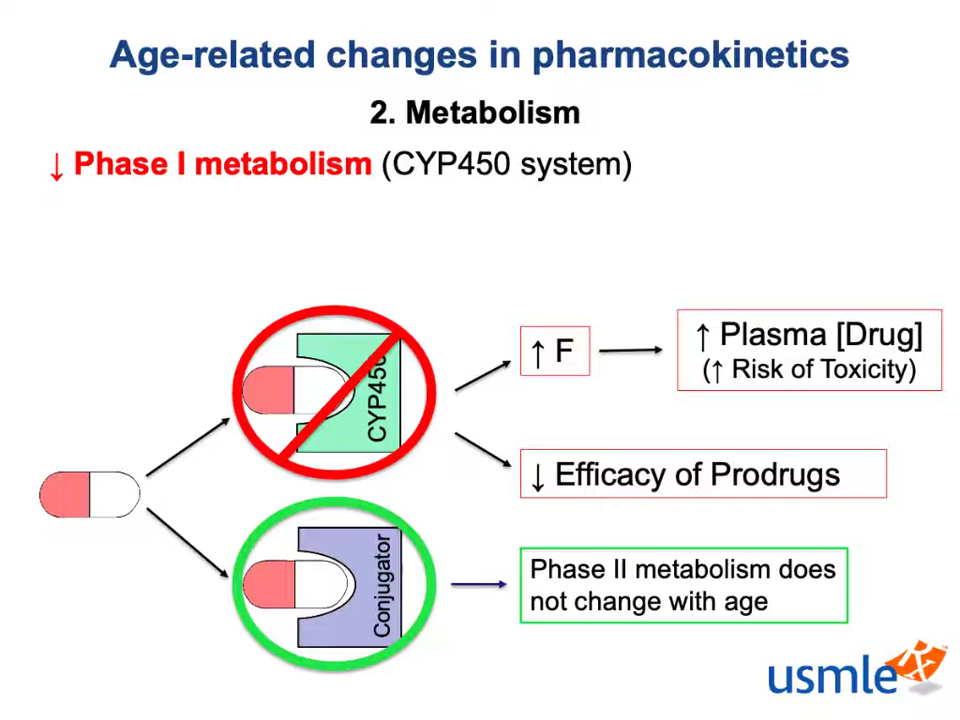 Age-related changes in pharmacokinetics
2. Metabolism
↓ Phase I metabolism (CYP450 system)
CYP450
↑ F
↑ Plasma [Drug]
(↑ Risk of Toxicity)
↓ Efficacy of Prodrugs
Conjugator
Phase II metabolism does
not change with age
usmle Rx